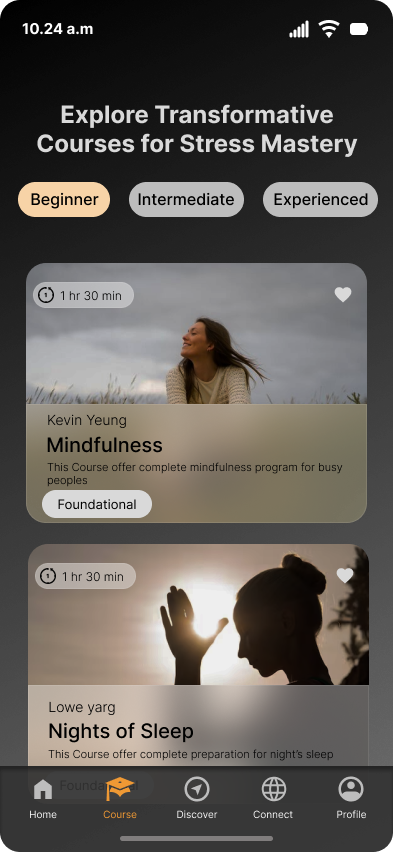 10.24 a.m
Explore Transformative
Courses for Stress Mastery
Beginner Intermediate Experienced
1 hr 30 min
Kevin Yeung
Mindfulness
This Course offer complete mindfulness program for busy
peoples
Foundational
1 hr 30 min
Lowe yarg
Nights of Sleep
This Course offer complete preparation for night's sleep
Foundational
Home Course Discover Connect Profile